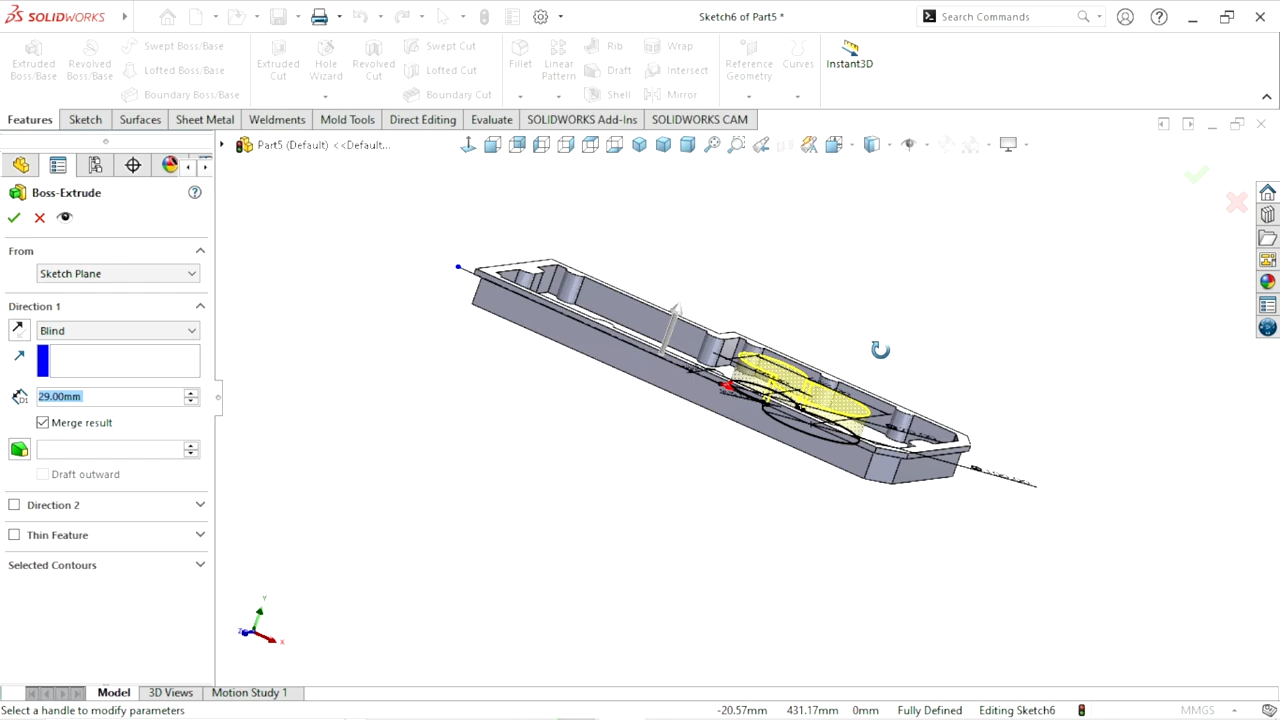 SOLIDWORKS
Sketch6 of Part5 *
Search Commands
Extruded Boss/Base
Revolved Boss/Base
Swept Boss/Base
Lofted Boss/Base
Boundary Boss/Base
Extruded Cut
Hole Wizard
Revolved Cut
Swept Cut
Lofted Cut
Boundary Cut
Fillet
Linear Pattern
Rib
Draft
Shell
Wrap
Intersect
Mirror
Reference Geometry
Curves
Instant3D
Features Sketch Surfaces Sheet Metal Weldments Mold Tools Direct Editing Evaluate SOLIDWORKS Add-Ins SOLIDWORKS CAM
Part5 (Default) <<Default...
Boss-Extrude
From
Sketch Plane
Direction 1
Blind
D1
29.00mm
Merge result
Draft outward
Direction 2
Thin Feature
Selected Contours
Y
Z
X
Model 3D Views Motion Study 1
Select a handle to modify parameters
-20.57mm 431.17mm 0mm Fully Defined Editing Sketch6 MMGS